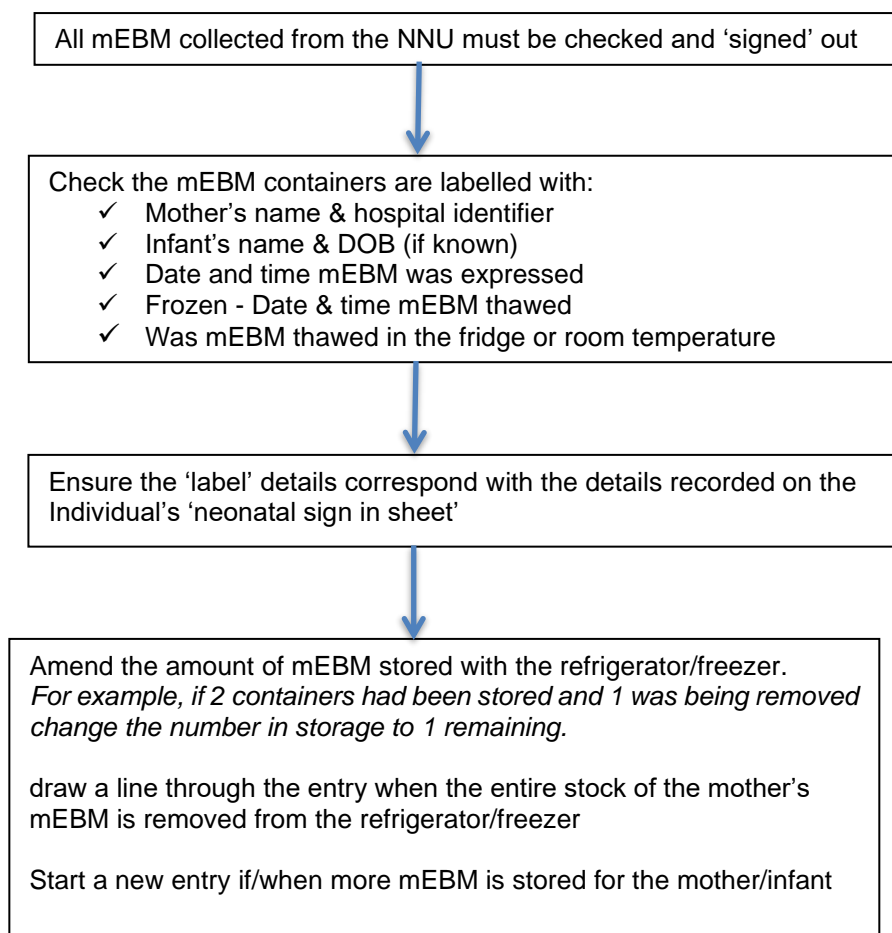 All mEBM collected from the NNU must be checked and ‘signed’ out
Check the mEBM containers are labelled with:
✓ Mother’s name & hospital identifier
✓ Infant’s name & DOB (if known)
✓ Date and time mEBM was expressed
✓ Frozen - Date & time mEBM thawed
✓ Was mEBM thawed in the fridge or room temperature
Ensure the ‘label’ details correspond with the details recorded on the
Individual’s ‘neonatal sign in sheet’
Amend the amount of mEBM stored with the refrigerator/freezer.
For example, if 2 containers had been stored and 1 was being removed
change the number in storage to 1 remaining.
draw a line through the entry when the entire stock of the mother’s
mEBM is removed from the refrigerator/freezer
Start a new entry if/when more mEBM is stored for the mother/infant